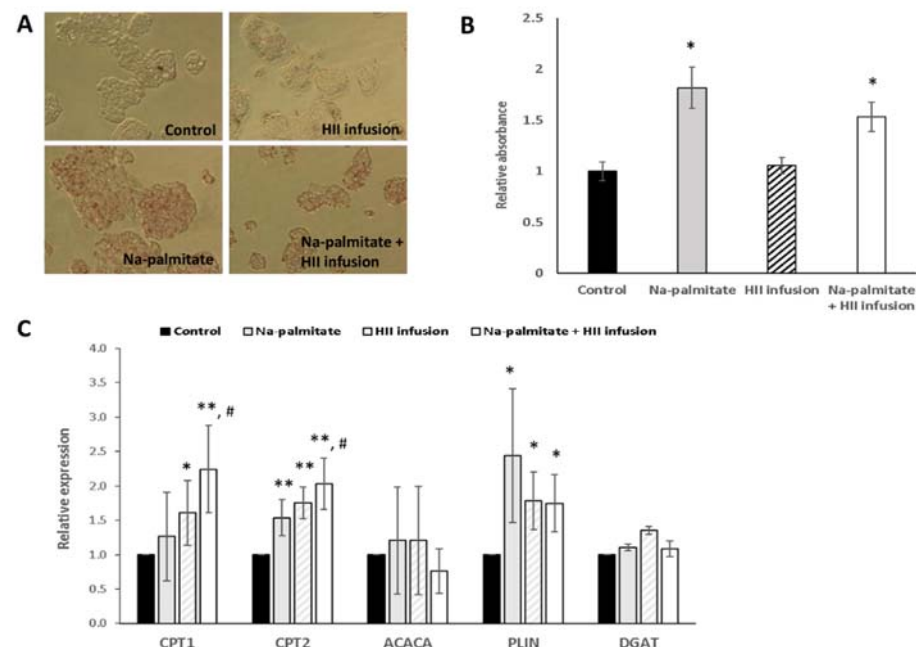 A
Control
HII infusion
Na-palmitate
Na-palmitate +
HII infusion
B
Relative absorbance
2.5
2
1.5
1
0.5
0
*
*
Control
Na-palmitate
HII infusion
Na-palmitate
+ HII infusion
C
Control
Na-palmitate
HII infusion
Na-palmitate + HII infusion
Relative expression
4.0
3.5
3.0
2.5
2.0
1.5
1.0
0.5
0.0
*
**, #
**
**
**, #
*
*
*
CPT1
CPT2
ACACA
PLIN
DGAT